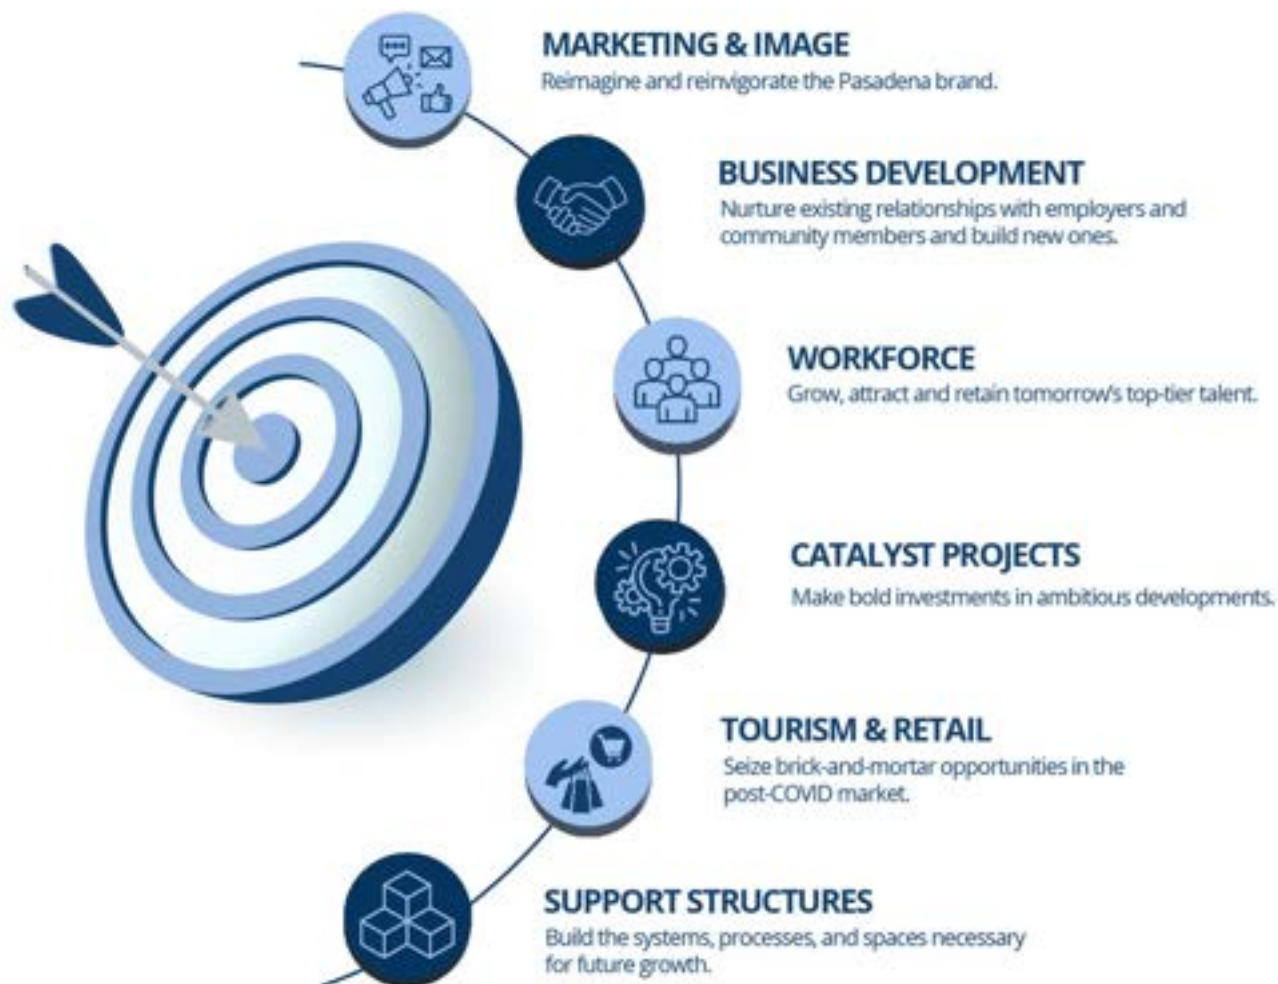 MARKETING & IMAGE
Reimagine and reinvigorate the Pasadena brand.
BUSINESS DEVELOPMENT
Nurture existing relationships with employers and
community members and build new ones.
WORKFORCE
Grow, attract and retain tomorrow's top-tier talent.
CATALYST PROJECTS
Make bold investments in ambitious developments.
TOURISM & RETAIL
Seize brick-and-mortar opportunities in the
post-COVID market.
SUPPORT STRUCTURES
Build the systems, processes, and spaces necessary
for future growth.